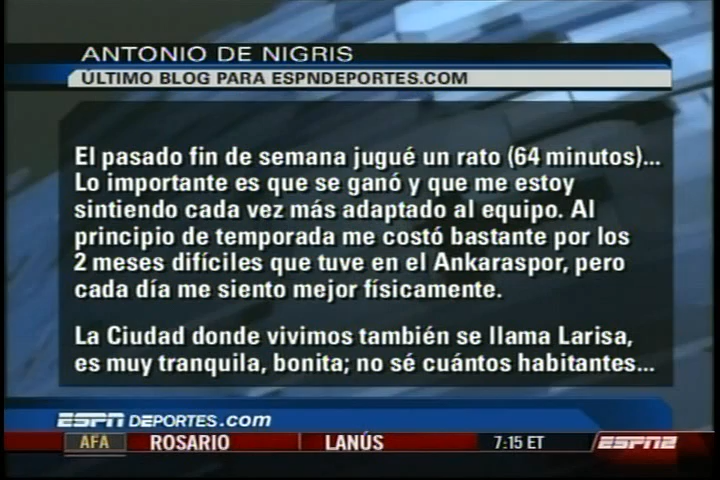 ANTONIO DE NIGRIS
ÚLTIMO BLOG PARA ESPNDEPORTES.COM
El pasado fin de semana jugué un rato (64 minutos)...
Lo importante es que se ganó y que me estoy
sintiendo cada vez más adaptado al equipo. Al
principio de temporada me costó bastante por los
2 meses difíciles que tuve en el Ankaraspor, pero
cada día me siento mejor físicamente.
La Ciudad donde vivimos también se llama Larisa,
es muy tranquila, bonita; no sé cuántos habitantes...
ESPN DEPORTES.com
AFA ROSARIO LANÚS 7:15 ET ESPN2